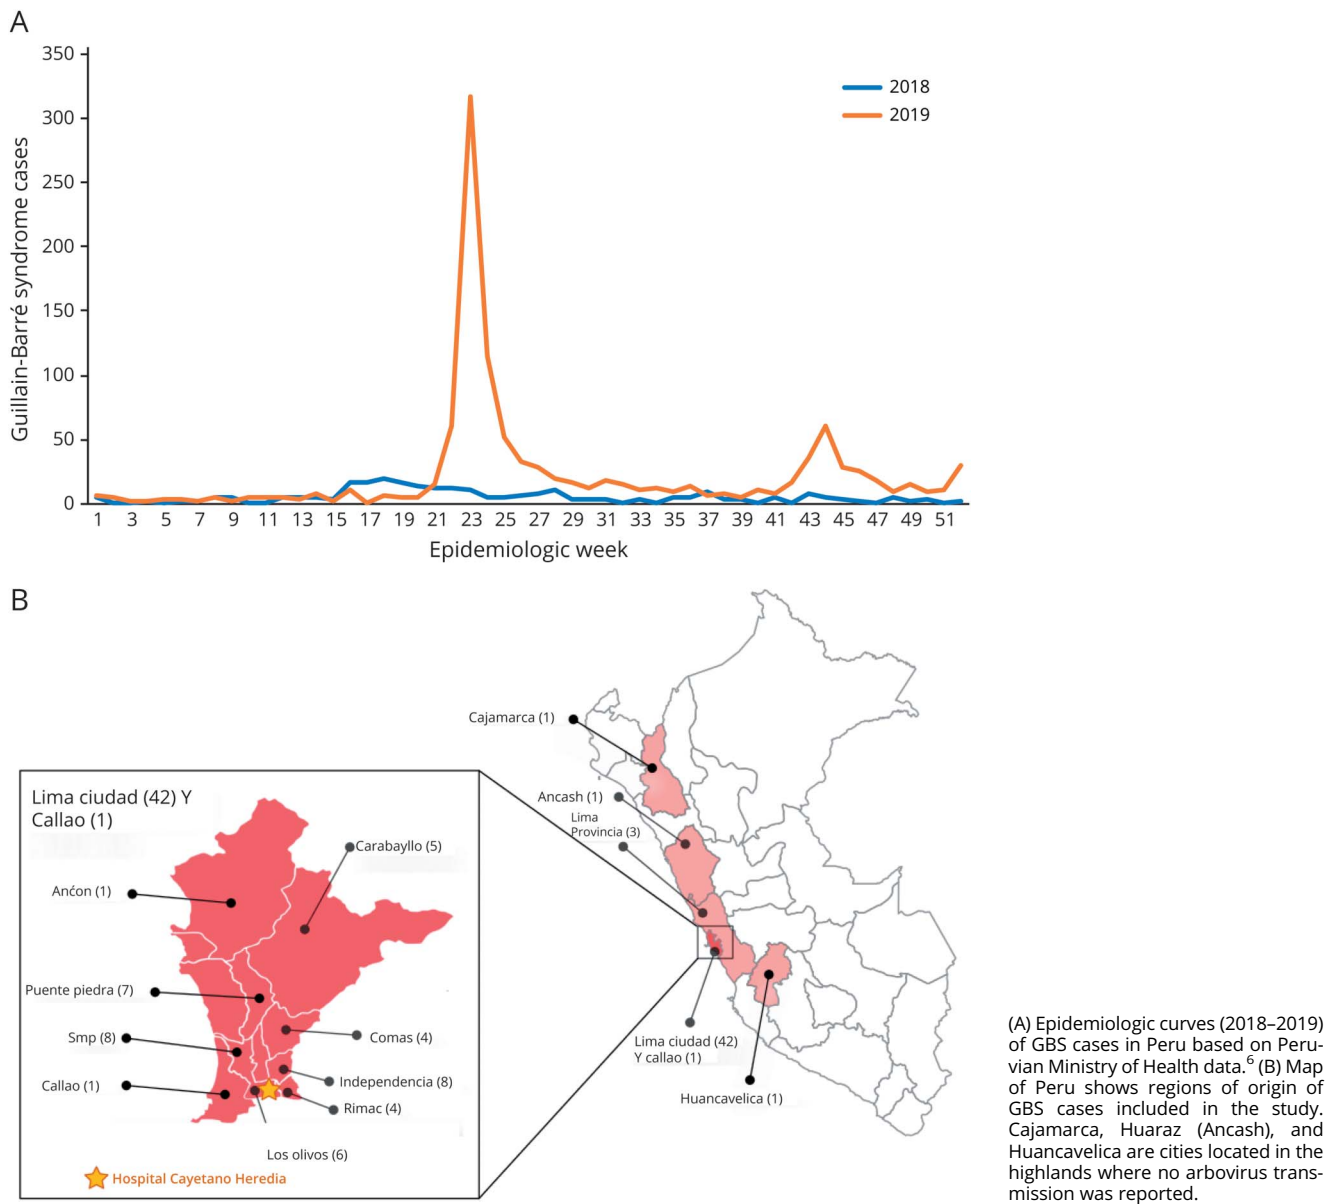 A
350
300
250
200
150
100
50
0
Guillain-Barré syndrome cases
2018
2019
1 3 5 7 9 11 13 15 17 19 21 23 25 27 29 31 33 35 37 39 41 43 45 47 49 51
Epidemiologic week
B
Cajamarca (1)
Ancash (1)
Lima
Provincia (3)
Lima ciudad (42)
Y callao (1)
Huancavelica (1)
Lima ciudad (42) Y
Callao (1)
Carabayllo (5)
Anćon (1)
Puente piedra (7)
Smp (8)
Comas (4)
Callao (1)
Independencia (8)
Rimac (4)
Los olivos (6)
Hospital Cayetano Heredia
(A) Epidemiologic curves (2018–2019)
of GBS cases in Peru based on Peru-
vian Ministry of Health data.6 (B) Map
of Peru shows regions of origin of
GBS cases included in the study.
Cajamarca, Huaraz (Ancash), and
Huancavelica are cities located in the
highlands where no arbovirus trans-
mission was reported.